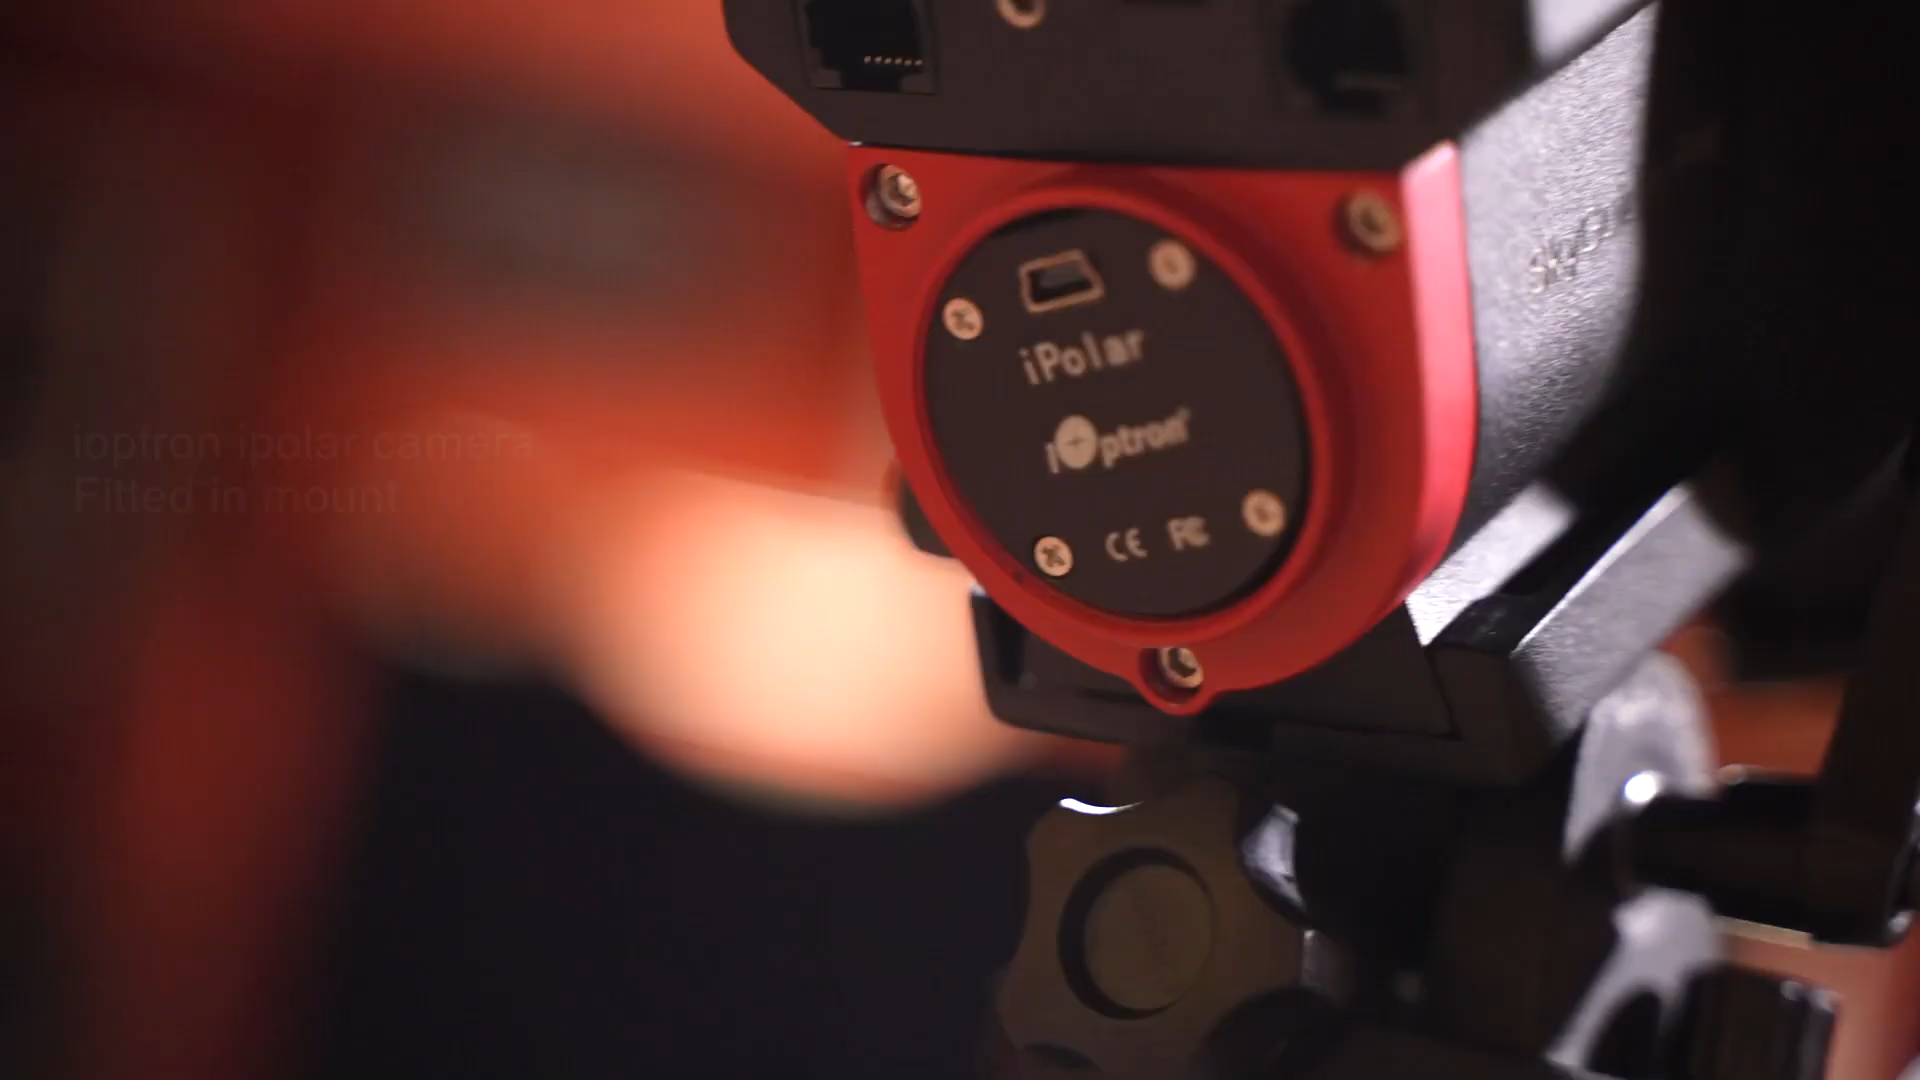 iPolar
iOptron®
CE FC
ioptron ipolar camera
Fitted in mount